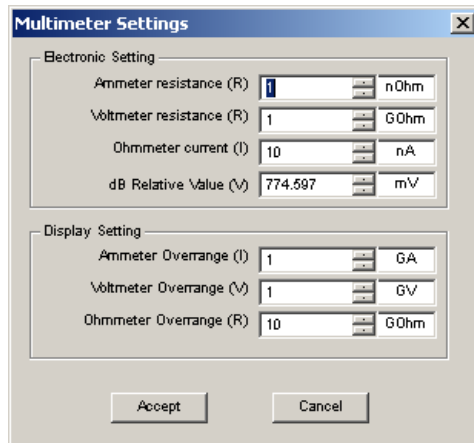 Multimeter Settings
Electronic Setting
Ammeter resistance (R) 1 nOhm
Voltmeter resistance (R) 1 GOhm
Ohmmeter current (I) 10 nA
dB Relative Value (V) 774.597 mV
Display Setting
Ammeter Overrange (I) 1 GA
Voltmeter Overrange (V) 1 GV
Ohmmeter Overrange (R) 10 GOhm
Accept Cancel